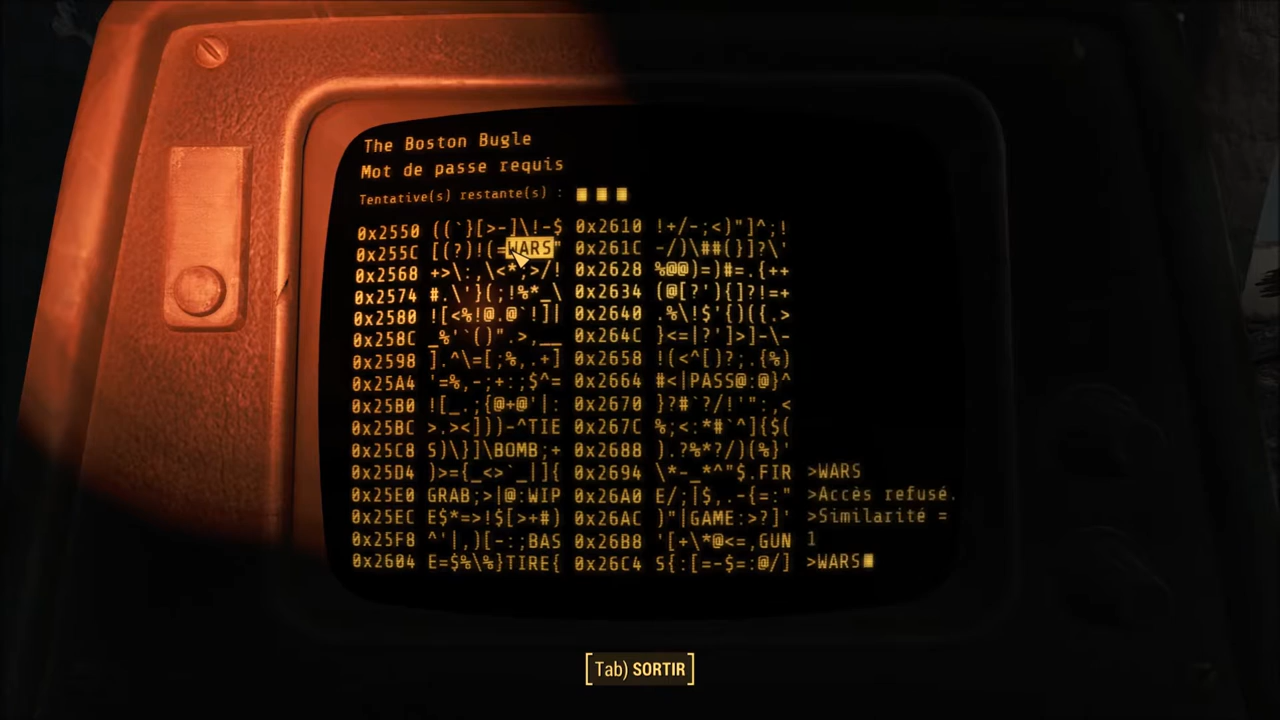 The Boston Bugle
Mot de passe requis
Tentative(s) restante(s) : ■ ■ ■
0x2550 ((`}[>-]\!-$ 0x2610 !+/-;<)"]^;!
0x255C [(?)!(=WARS" 0x261C -/)\##(}]?\'
0x2568 +>\:,\<*;>/! 0x2628 %@@)=)#=.{++
0x2574 #.\'}(;!%*_\ 0x2634 (@[?'){]?!=+
0x2580 ![<%!@.@`!]| 0x2640 .%\!$'{)({.>
0x258C _%'`()".>,__ 0x264C }<=|?']>]-\-
0x2598 ].^\=[;%,.+] 0x2658 !(<^[)?;.{%)
0x25A4 '=%,-;+:;$^= 0x2664 #<|PASS@:@}^
0x25B0 ![_.;{@+@'|: 0x2670 }?#`?/!'":,<
0x25BC >.><]))-^TIE 0x267C %;<:*#`^]{$(
0x25C8 S)\}]\BOMB;+ 0x2688 ).?%*?/)(%}'
0x25D4 )>={_<>`_|]{ 0x2694 \*-_*^"$.FIR >WARS
0x25E0 GRAB;>|@:WIP 0x26A0 E/;|$,.-{=:" >Accès refusé.
0x25EC E$*=>!$[>+#) 0x26AC )"|GAME:>?]' >Similarité =
0x25F8 ^'|,)[-:;BAS 0x26B8 '[+\*@<=,GUN 1
0x2604 E=$%\%}TIRE{ 0x26C4 S{:[=-$=:@/] >WARS■
Tab) SORTIR